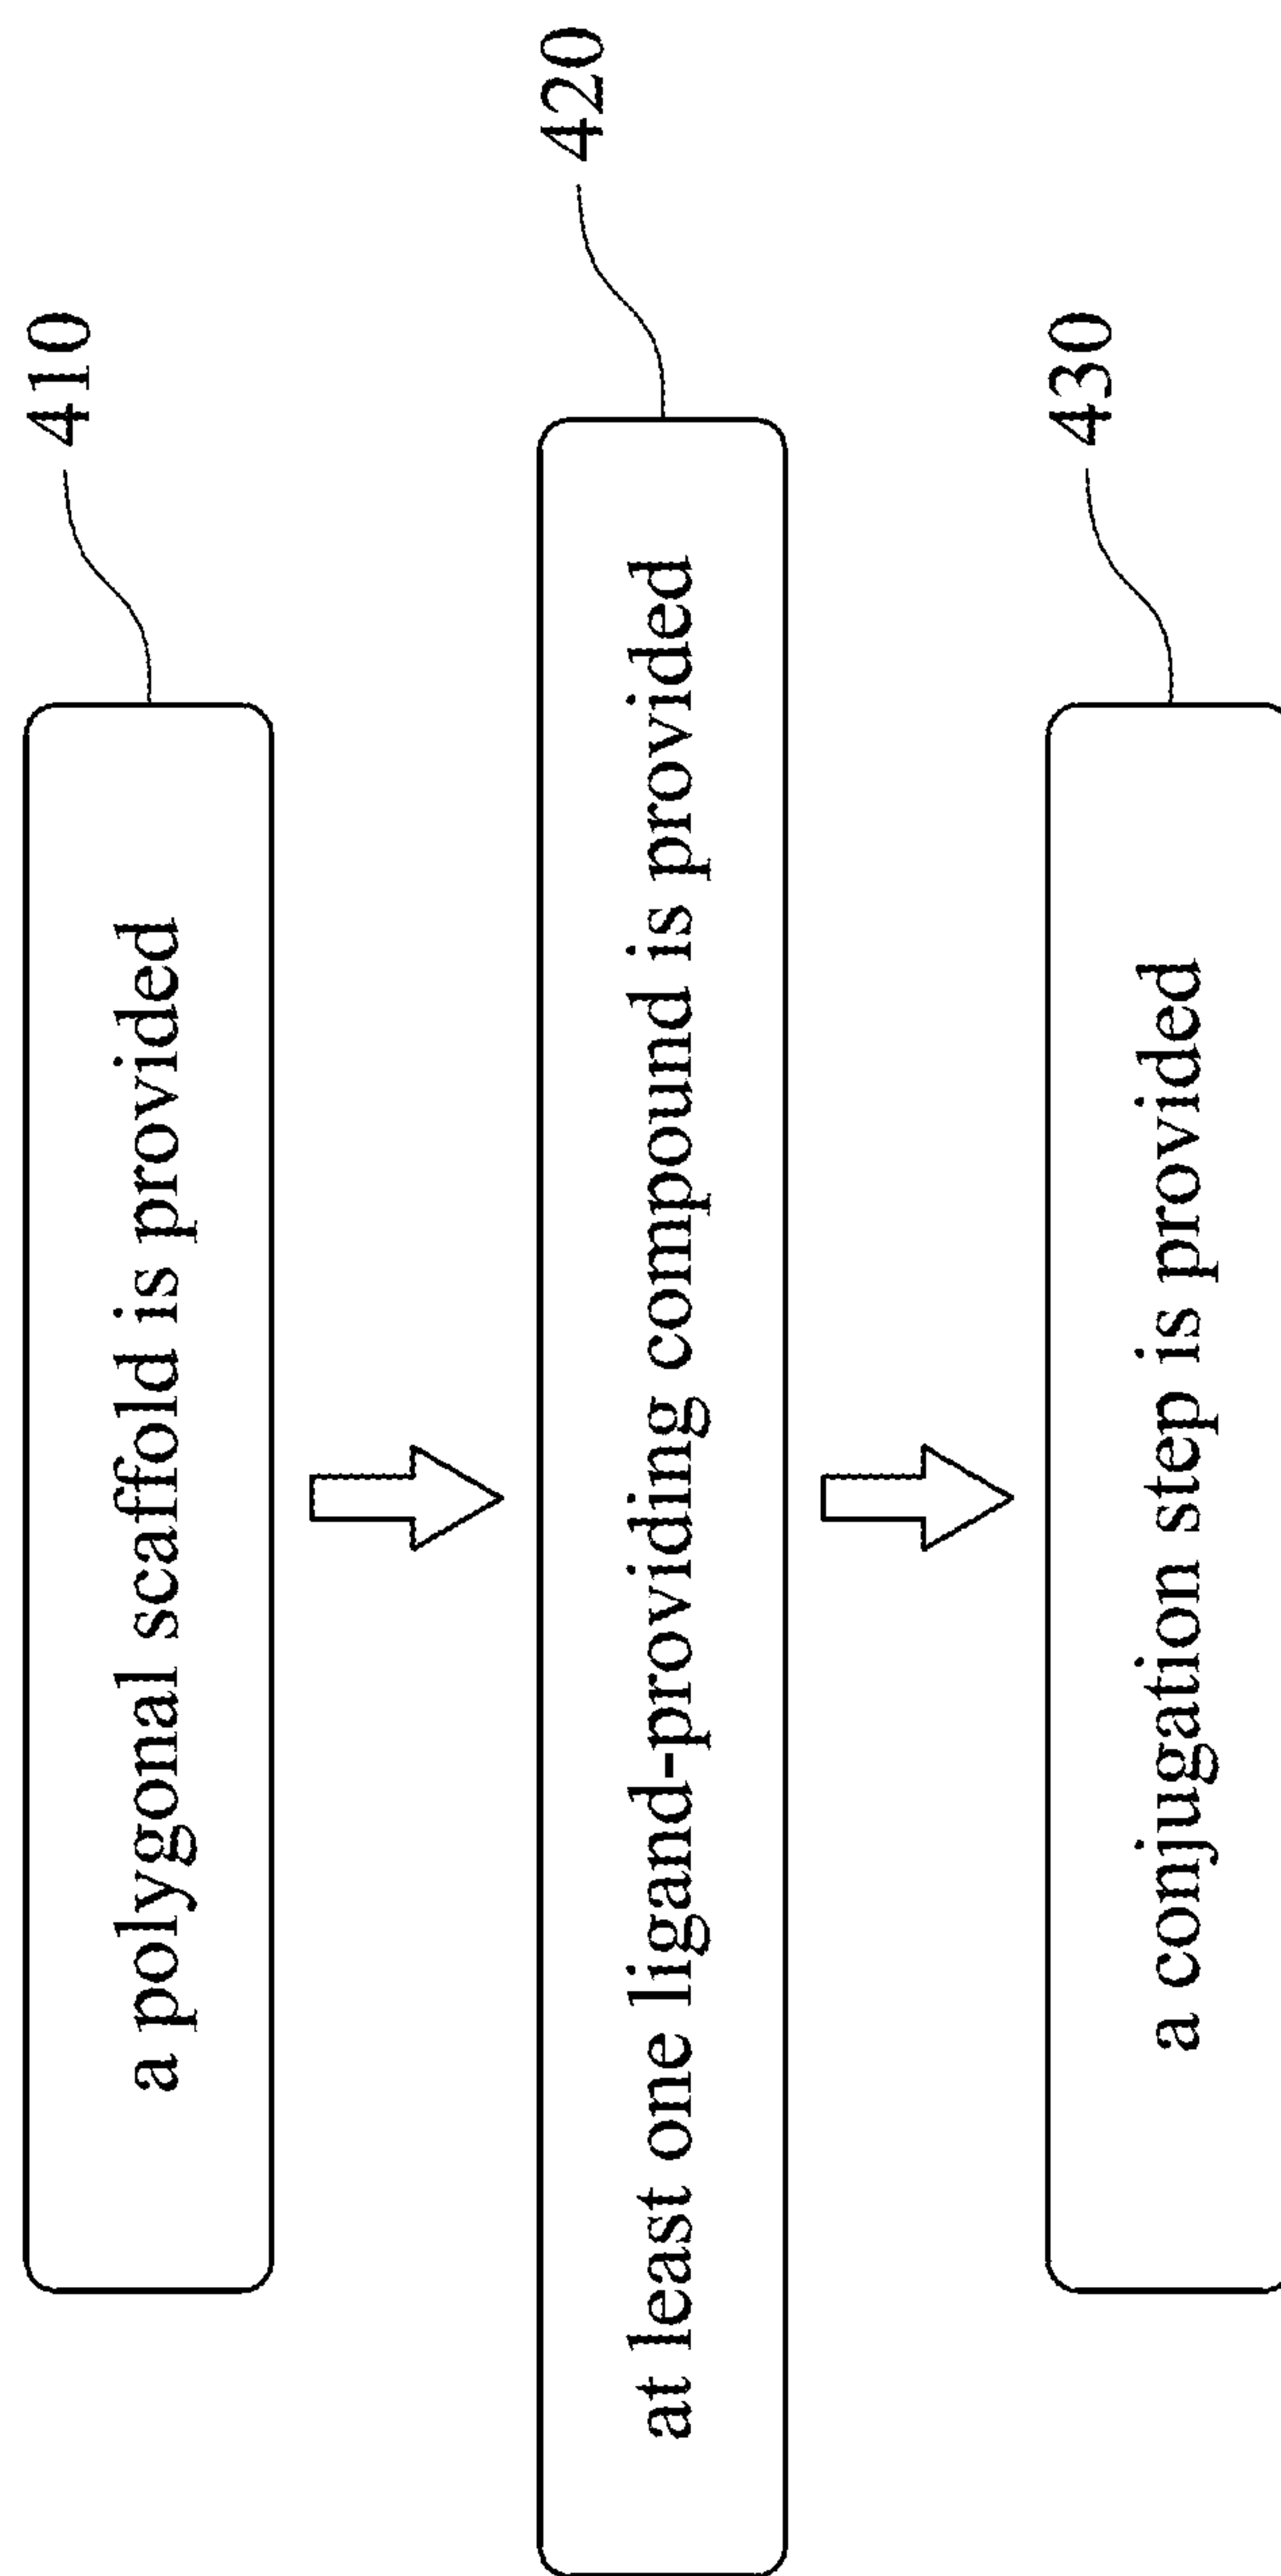 410
a polygonal scaffold is provided
420
at least one ligand-providing compound is provided
430
a conjugation step is provided